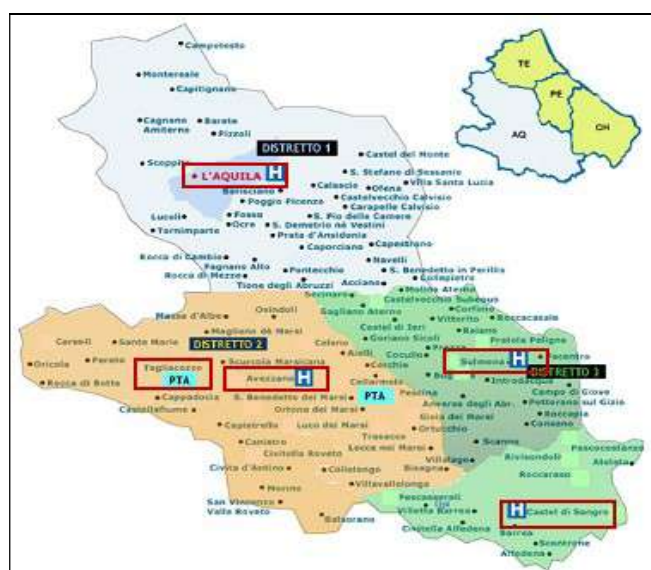 Campotosto
Montereale
Capitignano
Cagnano
Amiterno
Barete
Pizzoli
DISTRETTO 1
Scoppito
L'AQUILA H
Barisciano
Castel del Monte
S. Stefano di Sessanio
Calascio
Ofena
Villa Santa Lucia
Castelvecchio Calvisio
Poggio Picenze
Carapelle Calvisio
Lucoli
Fossa
S. Pio delle Camere
Ocre
S. Demetrio nè Vestini
Tornimparte
Prata d'Ansidonia
Caporciano
Capestrano
Rocca di Cambio
Navelli
Fagnano Alto
Fontecchio
S. Benedetto in Perillis
Rocca di Mezzo
Collepietro
Tione degli Abruzzi
Acciano
Molina Aterno
Secinaro
Castelvecchio Subequo
Gagliano Aterno
Corfinio
Massa d'Albe
Ovindoli
Vittorito
Roccacasale
Castel di Ieri
Raiano
Magliano dè Marsi
Goriano Sicoli
Pratola Peligna
Carsoli
Sante Marie
DISTRETTO 2
Celano
Prezza
Aielli
Cocullo
Sulmona H
Pacentro
Oricola
Pereto
Tagliacozzo
Scurcola Marsicana
Cerchio
DISTRETTO 3
Rocca di Botte
PTA
Avezzano H
Collarmele
Introdacqua
Campo di Giove
Cappadocia
S. Benedetto dei Marsi
PTA
Pescina
Anversa degli Abr.
Pettorano sul Gizio
Castellafiume
Ortona dei Marsi
Gioia dei Marsi
Roccapia
Capistrello
Luco dei Marsi
Ortucchio
Cansano
Canistro
Trasacco
Scanno
Civitella Roveto
Lecce nei Marsi
Villalago
Rivisondoli
Pescocostanzo
Civita d'Antino
Collelongo
Bisegna
Roccaraso
Ateleta
Morino
Villavallelonga
Pescasseroli
San Vincenzo
Valle Roveto
Villetta Barrea
H Castel di Sangro
Balsorano
Civitella Alfedena
Barrea
Scontrone
Alfedena
TE
PE
AQ
CH